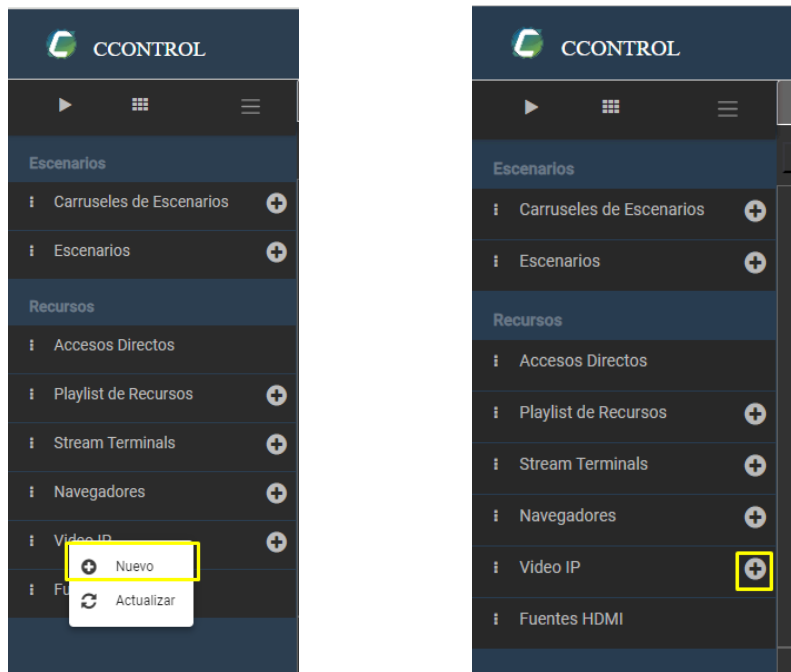 CCONTROL
Escenarios
Carruseles de Escenarios
Escenarios
Recursos
Accesos Directos
Playlist de Recursos
Stream Terminals
Navegadores
Video IP
Nuevo
Fu
Actualizar
CCONTROL
Escenarios
Carruseles de Escenarios
Escenarios
Recursos
Accesos Directos
Playlist de Recursos
Stream Terminals
Navegadores
Video IP
Fuentes HDMI